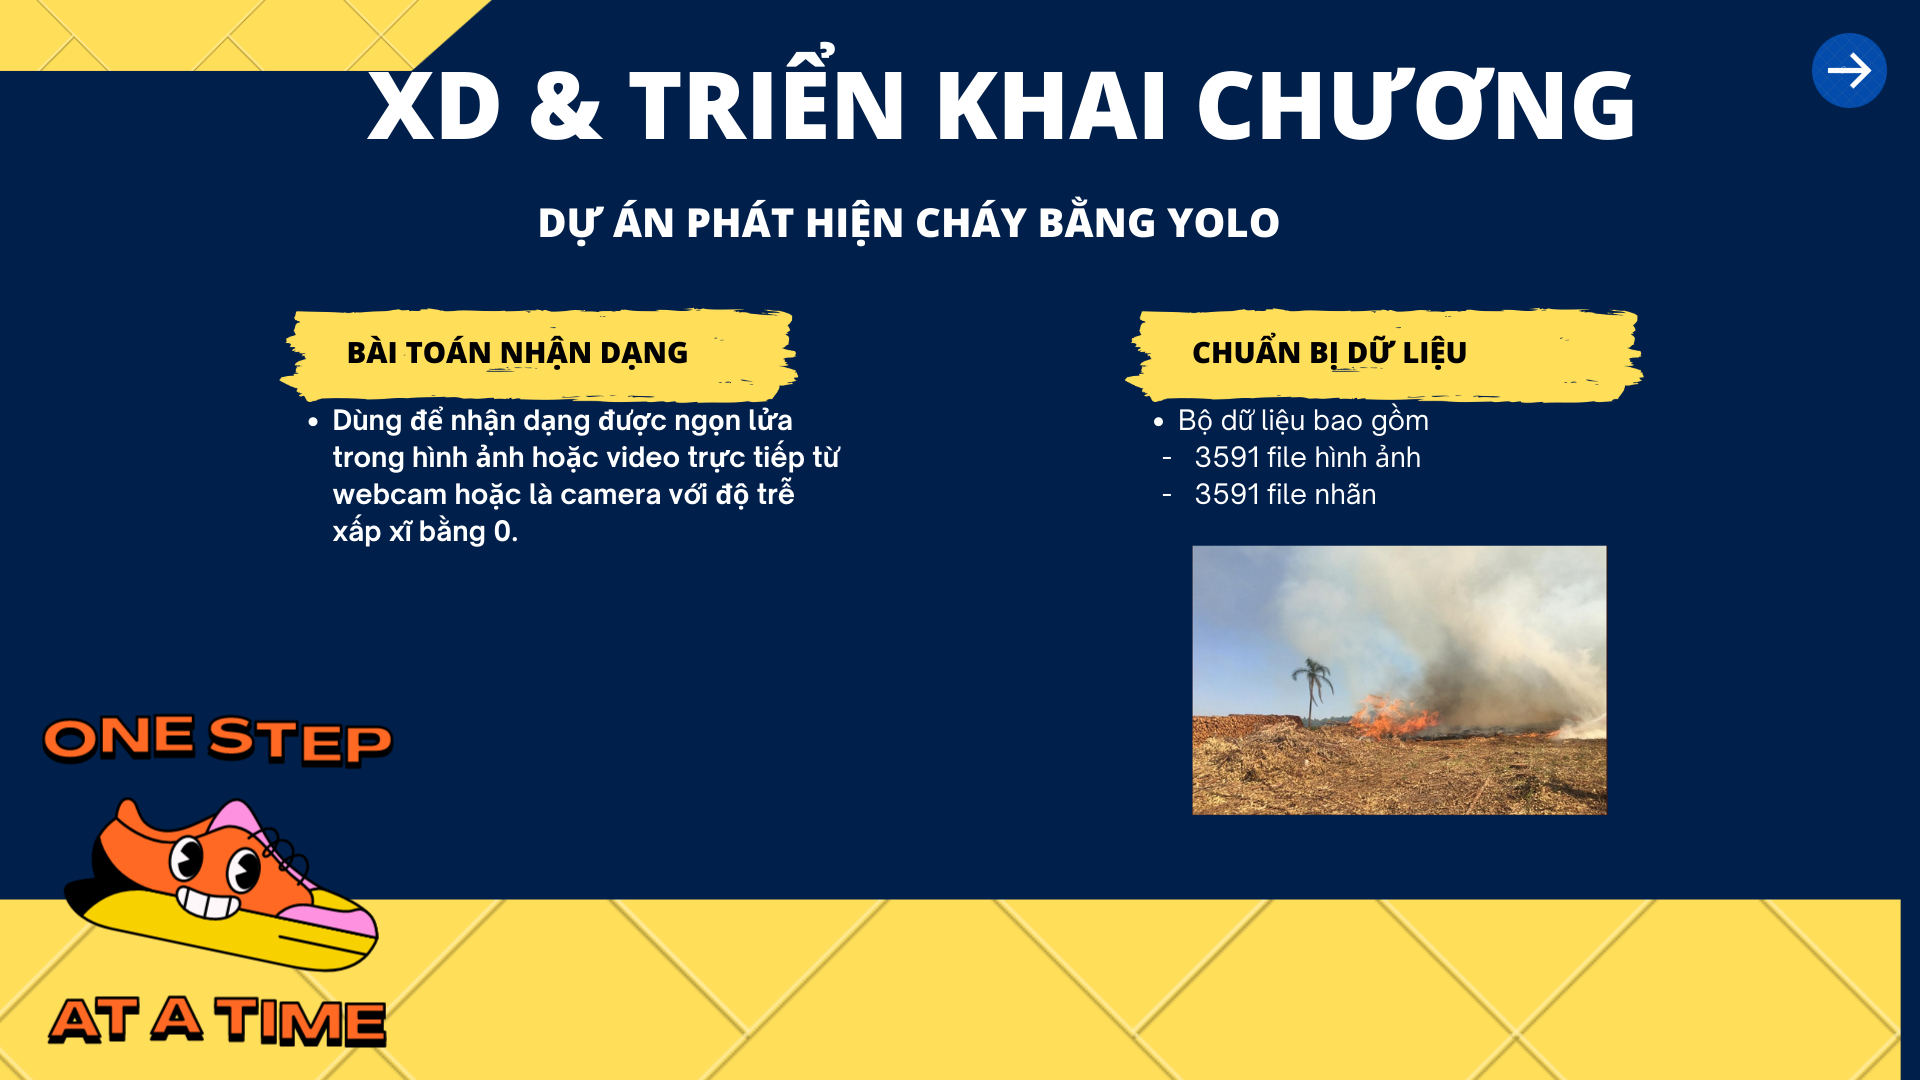 XD & TRIỂN KHAI CHƯƠNG
DỰ ÁN PHÁT HIỆN CHÁY BẰNG YOLO
BÀI TOÁN NHẬN DẠNG
• Dùng để nhận dạng được ngọn lửa
trong hình ảnh hoặc video trực tiếp từ
webcam hoặc là camera với độ trễ
xấp xĩ bằng 0.
CHUẨN BỊ DỮ LIỆU
• Bộ dữ liệu bao gồm
- 3591 file hình ảnh
- 3591 file nhãn
ONE STEP
AT A TIME